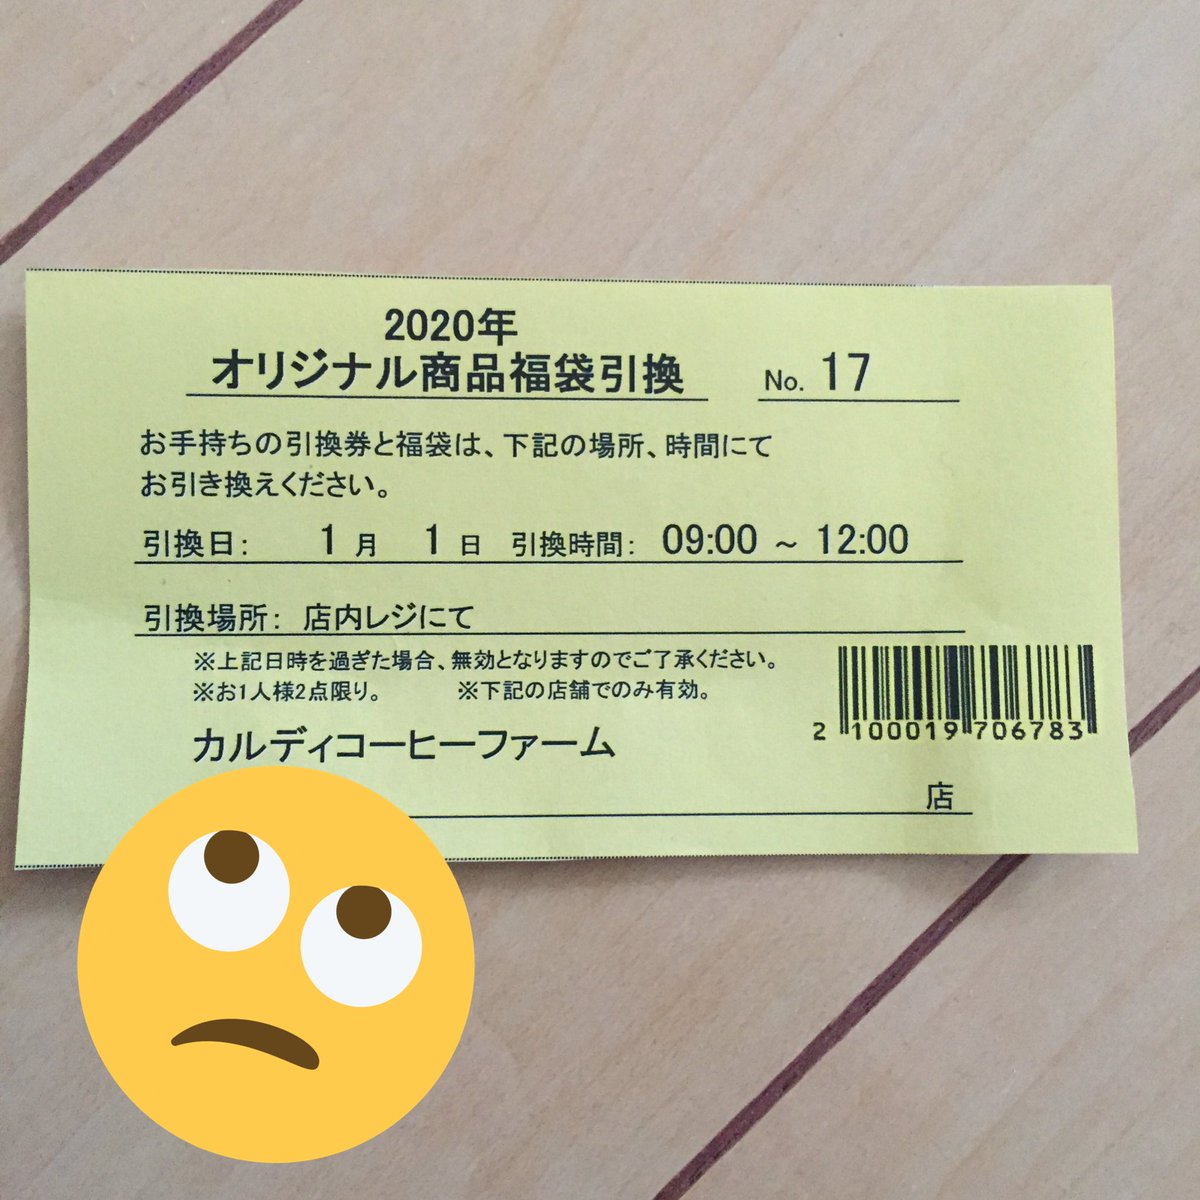 2020年
オリジナル商品福袋引換 No. 17
お手持ちの引換券と福袋は、下記の場所、時間にて
お引き換えください。
引換日： 1 月 1 日 引換時間： 09:00 ～ 12:00
引換場所： 店内レジにて
※上記日時を過ぎた場合、無効となりますのでご了承ください。
※お1人様2点限り。 ※下記の店舗でのみ有効。
カルディコーヒーファーム
2 100019 706783
店